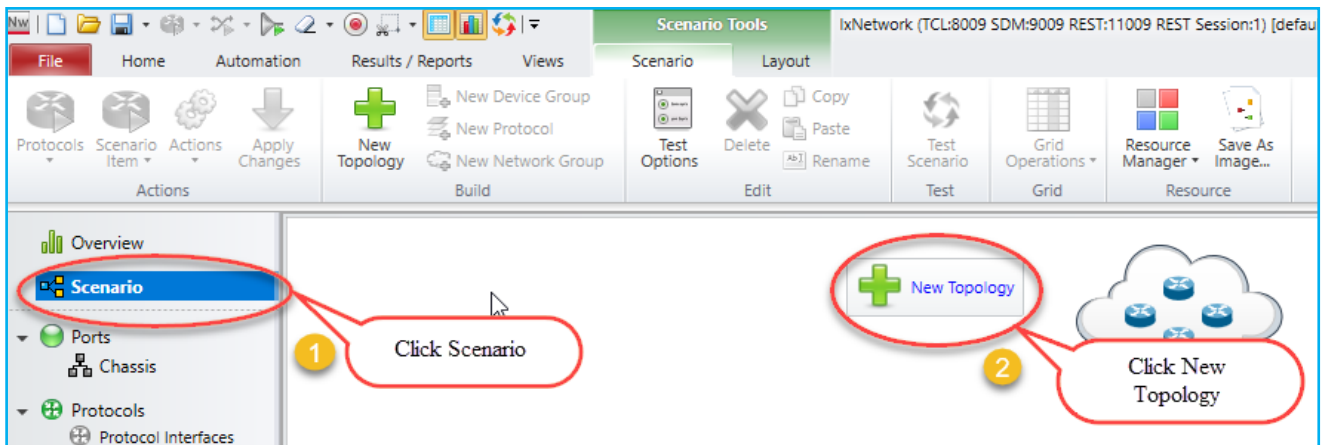 Nw
Scenario Tools
IxNetwork (TCL:8009 SDM:9009 REST:11009 REST Session:1) [defau
File Home Automation Results / Reports Views Scenario Layout
Protocols
Scenario Item
Actions
Apply Changes
Actions
New Topology
New Device Group
New Protocol
New Network Group
Build
Test Options
Delete
Copy
Paste
Rename
Edit
Test Scenario
Test
Grid Operations
Grid
Resource Manager
Save As Image...
Resource
Overview
Scenario
Ports
Chassis
Protocols
Protocol Interfaces
1
Click Scenario
New Topology
2
Click New
Topology